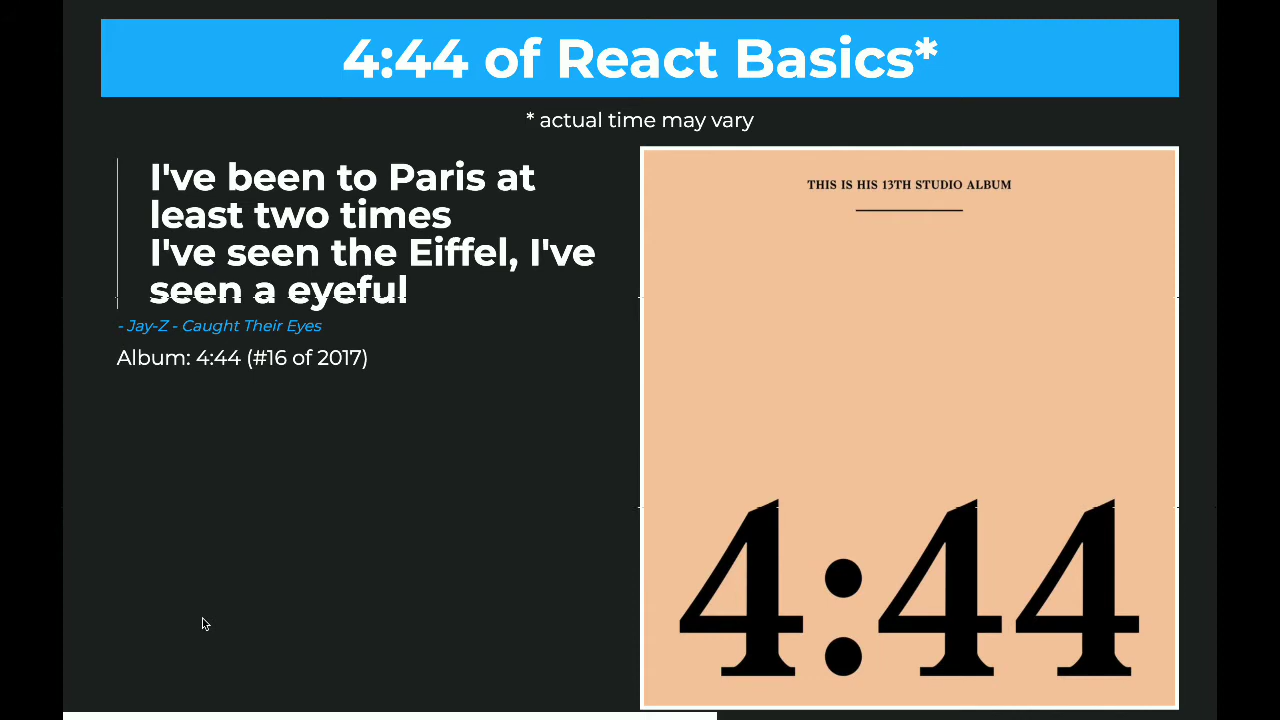 4:44 of React Basics*
* actual time may vary
I've been to Paris at
least two times
I've seen the Eiffel, I've
seen a eyeful
- Jay-Z - Caught Their Eyes
Album: 4:44 (#16 of 2017)
THIS IS HIS 13TH STUDIO ALBUM
4:44